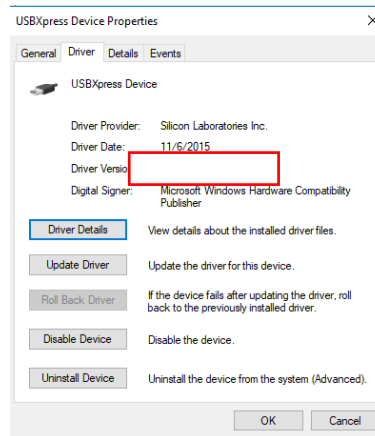 USBXpress Device Properties
General Driver Details Events
USBXpress Device
Driver Provider: Silicon Laboratories Inc.
Driver Date: 11/6/2015
Driver Versio
Digital Signer: Microsoft Windows Hardware Compatibility
Publisher
Driver Details View details about the installed driver files.
Update Driver Update the driver for this device.
Roll Back Driver If the device fails after updating the driver, roll
back to the previously installed driver.
Disable Device Disable the device.
Uninstall Device Uninstall the device from the system (Advanced).
OK Cancel